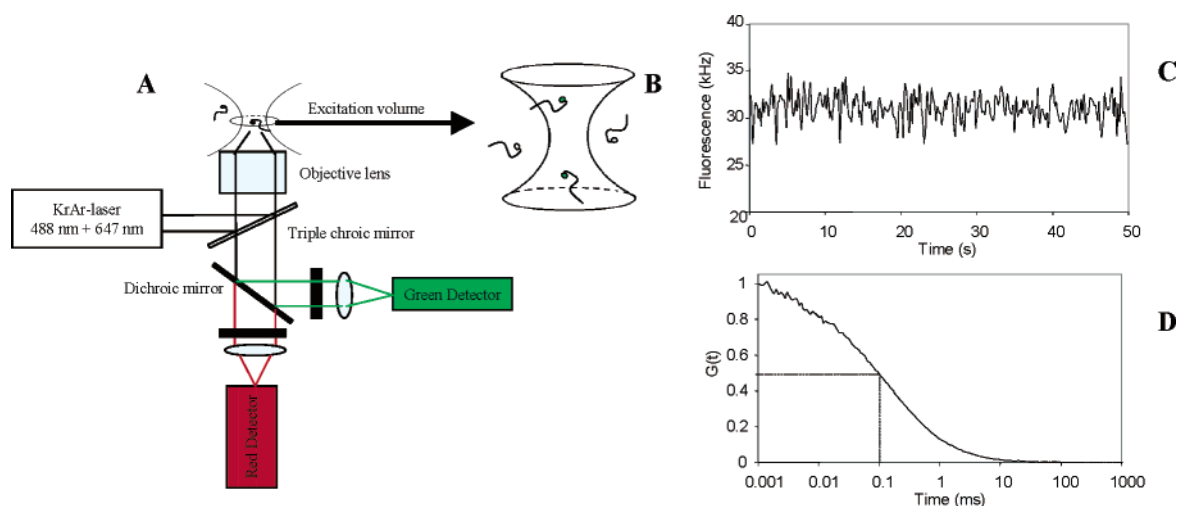 A
Excitation volume
B
Objective lens
KrAr-laser
488 nm + 647 nm
Triple chroic mirror
Dichroic mirror
Green Detector
Red Detector
C
Fluorescence (kHz)
40
35
30
25
20
0 10 20 30 40 50
Time (s)
D
G(t)
1
0.8
0.6
0.4
0.2
0
0.001 0.01 0.1 1 10 100 1000
Time (ms)